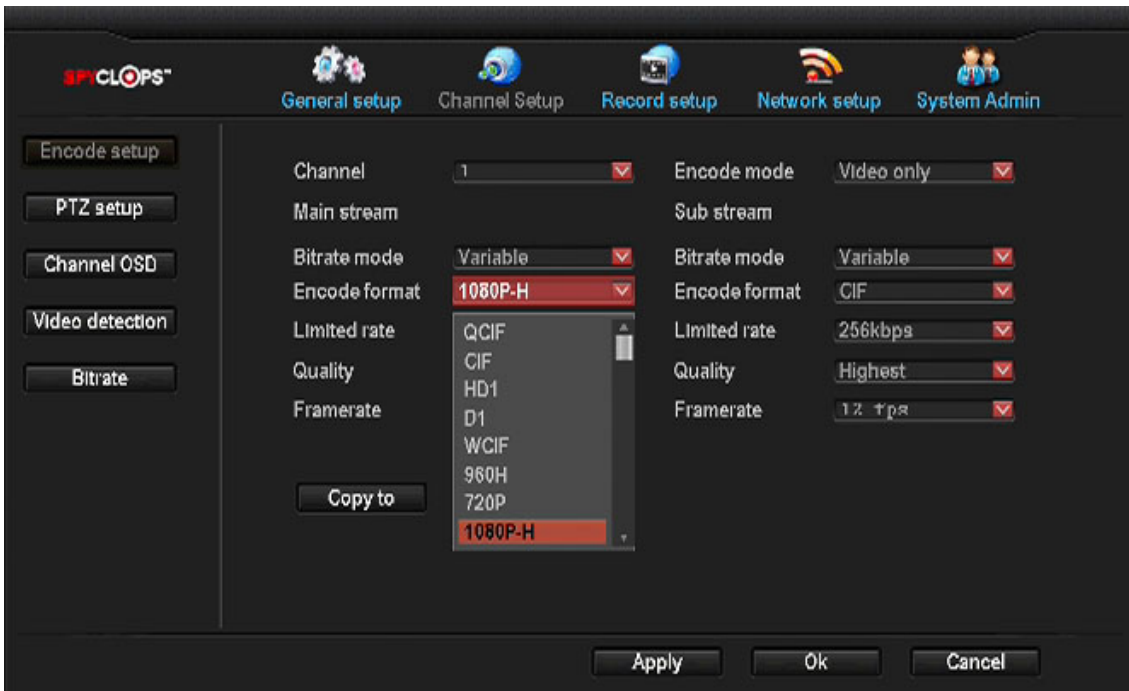 SPYCLOPS™
General setup
Channel Setup
Record setup
Network setup
System Admin
Encode setup
PTZ setup
Channel OSD
Video detection
Bitrate
Channel 1 Encode mode Video only
Main stream Sub stream
Bitrate mode Variable Bitrate mode Variable
Encode format 1080P-H Encode format CIF
Limited rate Limited rate 256kbps
Quality Quality Highest
Framerate Framerate 12 fps
QCIF
CIF
HD1
D1
WCIF
960H
720P
1080P-H
Copy to
Apply Ok Cancel